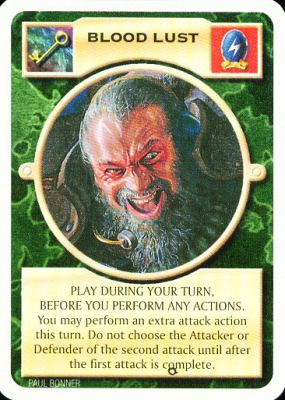 BLOOD LUST
PLAY DURING YOUR TURN,
BEFORE YOU PERFORM ANY ACTIONS.
You may perform an extra attack action
this turn. Do not choose the Attacker or
Defender of the second attack until after
the first attack is complete.
PAUL BONNER